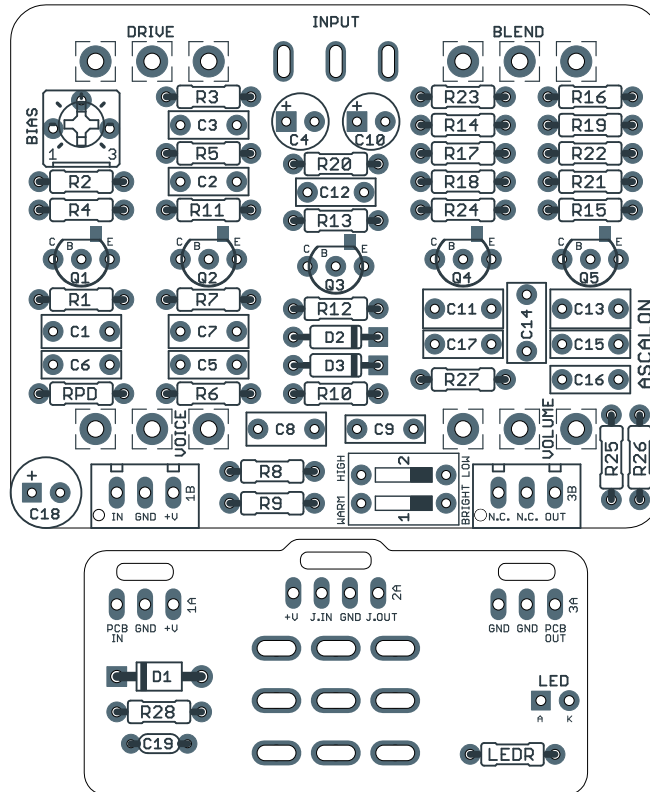 INPUT
DRIVE
BLEND
R3
R23
R16
BIAS
+
+
C3
C4
C10
R14
R19
1
3
R5
R20
R17
R22
R2
C2
C12
R18
R21
R4
R11
R13
R24
R15
C B E
C B E
C B E
C B E
C B E
Q1
Q2
Q3
Q4
Q5
R1
R7
R12
C11
C14
C13
C1
C7
D2
C17
C15
C6
C5
D3
R27
C16
ASCALON
RPD
R6
R10
VOICE
C8
C9
VOLUME
R25
R26
+
C18
IN GND +V
1B
R8
R9
HIGH
WARM
2
1
LOW
BRIGHT
N.C. N.C. OUT
3B
PCB IN
GND
+V
1A
+V J.IN GND J.OUT
2A
GND
GND
PCB OUT
3A
D1
R28
C19
LED
A
K
LEDR